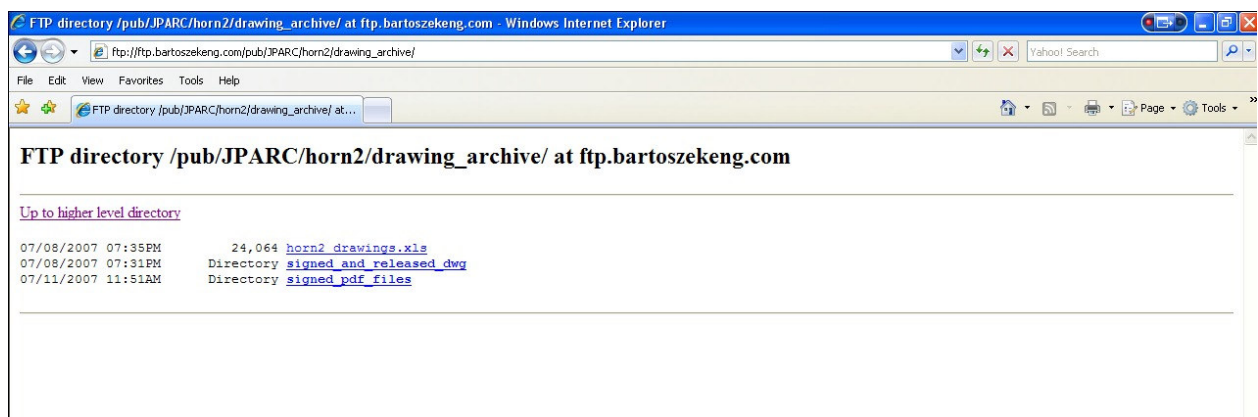 FTP directory /pub/JPARC/horn2/drawing_archive/ at ftp.bartoszekeng.com - Windows Internet Explorer
ftp://ftp.bartoszekeng.com/pub/JPARC/horn2/drawing_archive/ Yahoo! Search
File Edit View Favorites Tools Help
FTP directory /pub/JPARC/horn2/drawing_archive/ at... Page Tools
FTP directory /pub/JPARC/horn2/drawing_archive/ at ftp.bartoszekeng.com
Up to higher level directory
07/08/2007 07:35PM 24,064 horn2_drawings.xls
07/08/2007 07:31PM Directory signed_and_released_dwg
07/11/2007 11:51AM Directory signed_pdf_files